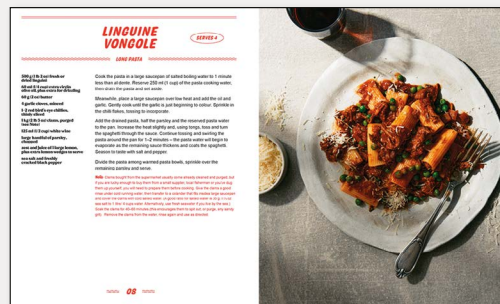 LINGUINE
VONGOLE
SERVES 4
LONG PASTA
500 g (1 lb 2 oz) fresh or
dried linguini
60 ml (1/4 cup) extra virgin
olive oil, plus extra for drizzling
60 g (2 oz) butter
4 garlic cloves, minced
1–2 red bird's eye chillies,
thinly sliced
1 kg (2 lb 3 oz) clams, purged
(see Note)
125 ml (1/2 cup) white wine
large handful of parsley,
chopped
zest and juice of 1 large lemon,
plus extra lemon wedges to serve
sea salt and freshly
cracked black pepper
Cook the pasta in a large saucepan of salted boiling water to 1 minute
less than al dente. Reserve 250 ml (1 cup) of the pasta cooking water,
then drain the pasta and set aside.
Meanwhile, place a large saucepan over low heat and add the oil and
garlic. Gently cook until the garlic is just beginning to colour. Sprinkle in
the chilli flakes, tossing to incorporate.
Add the drained pasta, half the parsley and the reserved pasta water
to the pan. Increase the heat slightly and, using tongs, toss and turn
the spaghetti through the sauce. Continue tossing and swirling the
pasta around the pan for 1–2 minutes – the pasta water will begin to
evaporate as the remaining sauce thickens and coats the spaghetti.
Season to taste with salt and pepper.
Divide the pasta among warmed pasta bowls, sprinkle over the
remaining parsley and serve.
Note
08